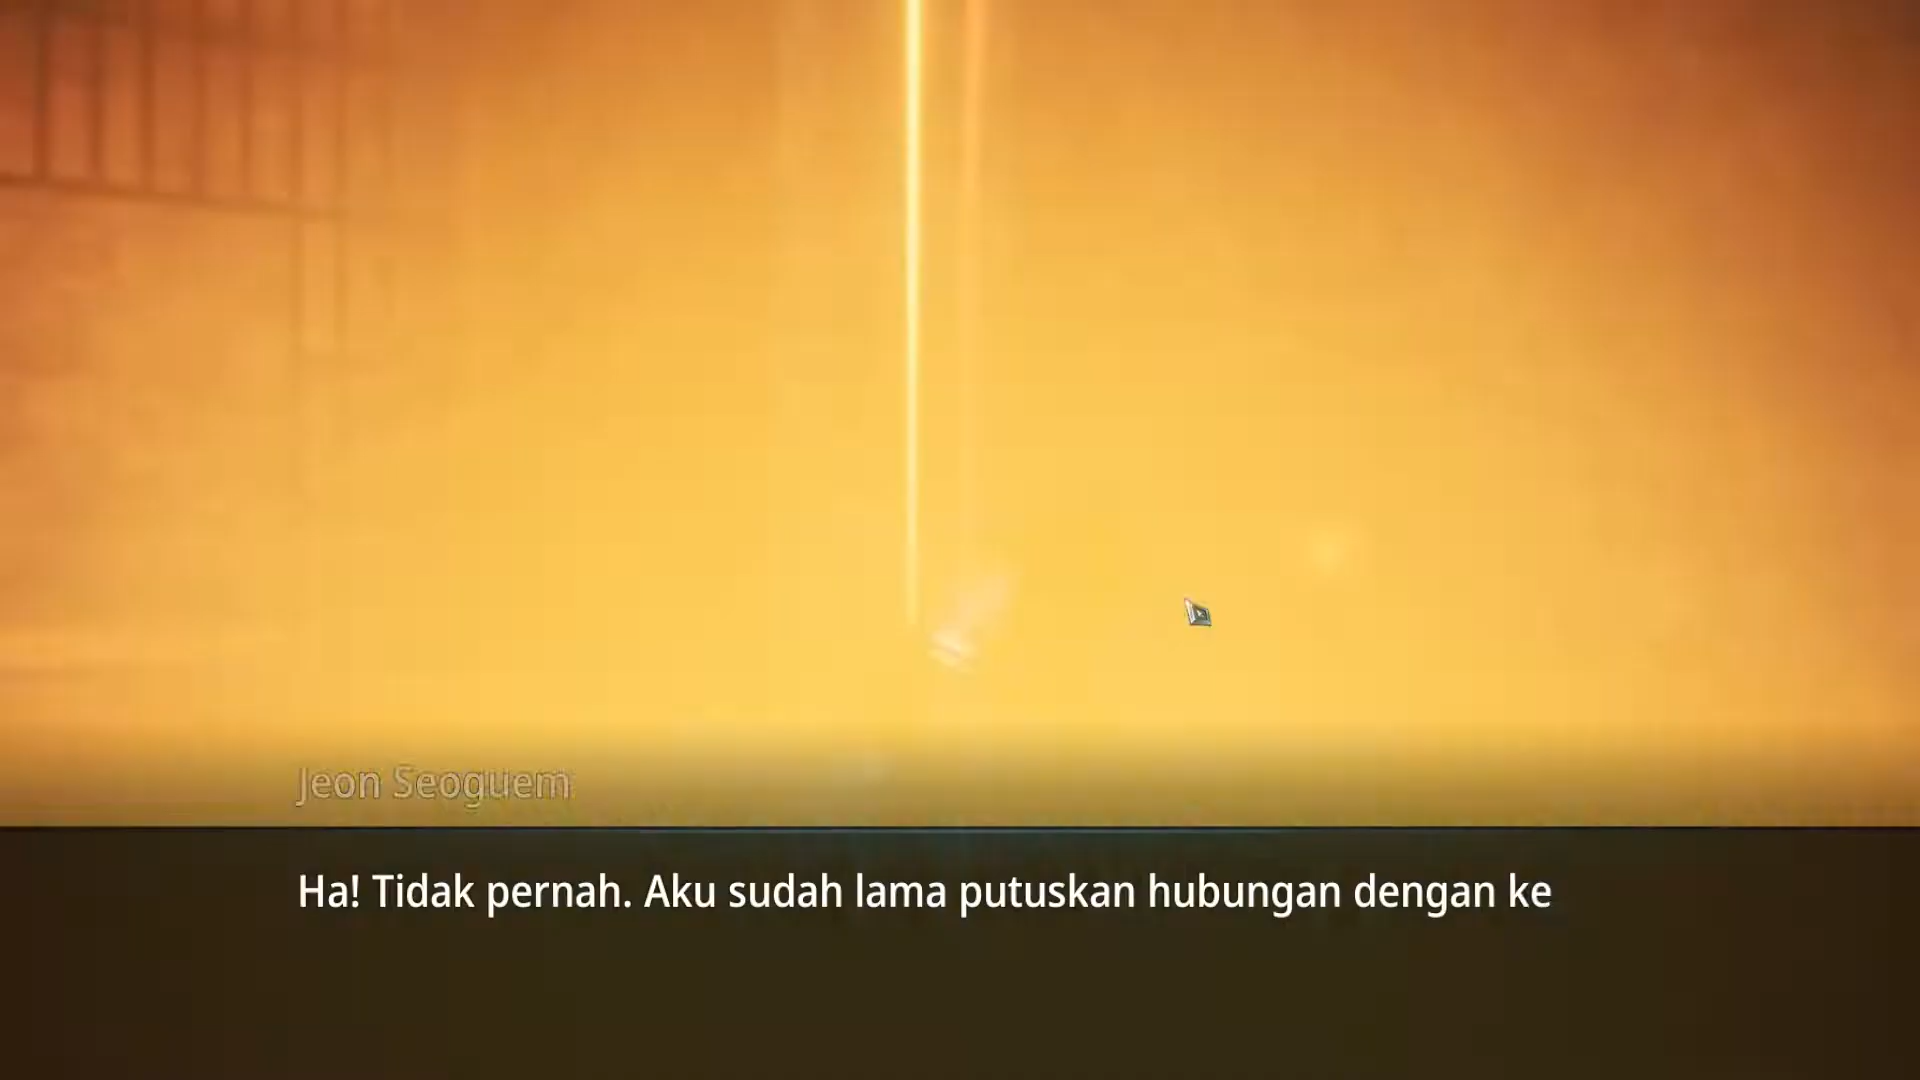 Jeon Seoguem
Ha! Tidak pernah. Aku sudah lama putuskan hubungan dengan ke